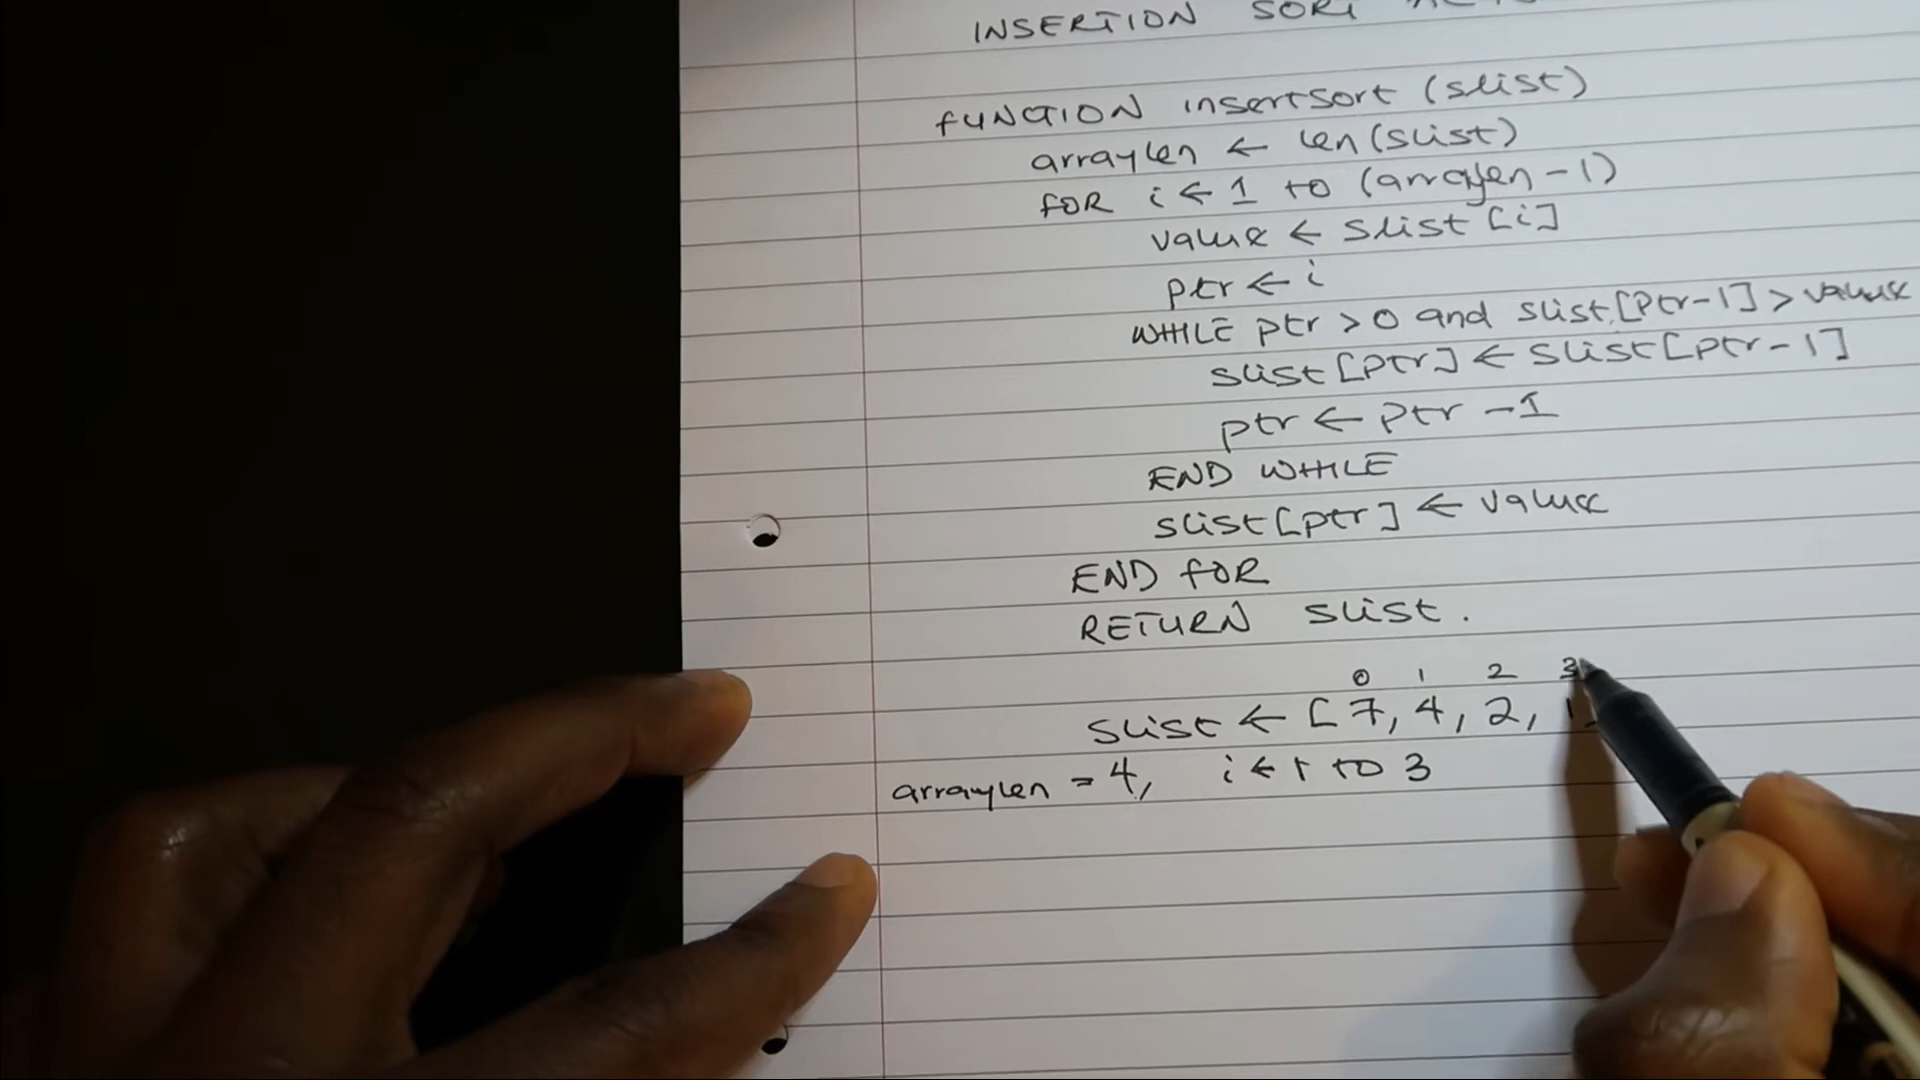 INSERTION SORT
FUNCTION insertsort (slist)
arraylen ← len(slist)
FOR i ← 1 to (arraylen - 1)
value ← slist [i]
ptr ← i
WHILE ptr > 0 and slist [ptr-1] > value
slist [ptr] ← slist [ptr-1]
ptr ← ptr - 1
END WHILE
slist [ptr] ← value
END FOR
RETURN slist.
0 1 2 3
slist ← [7, 4, 2, 1
arraylen = 4, i ← 1 to 3